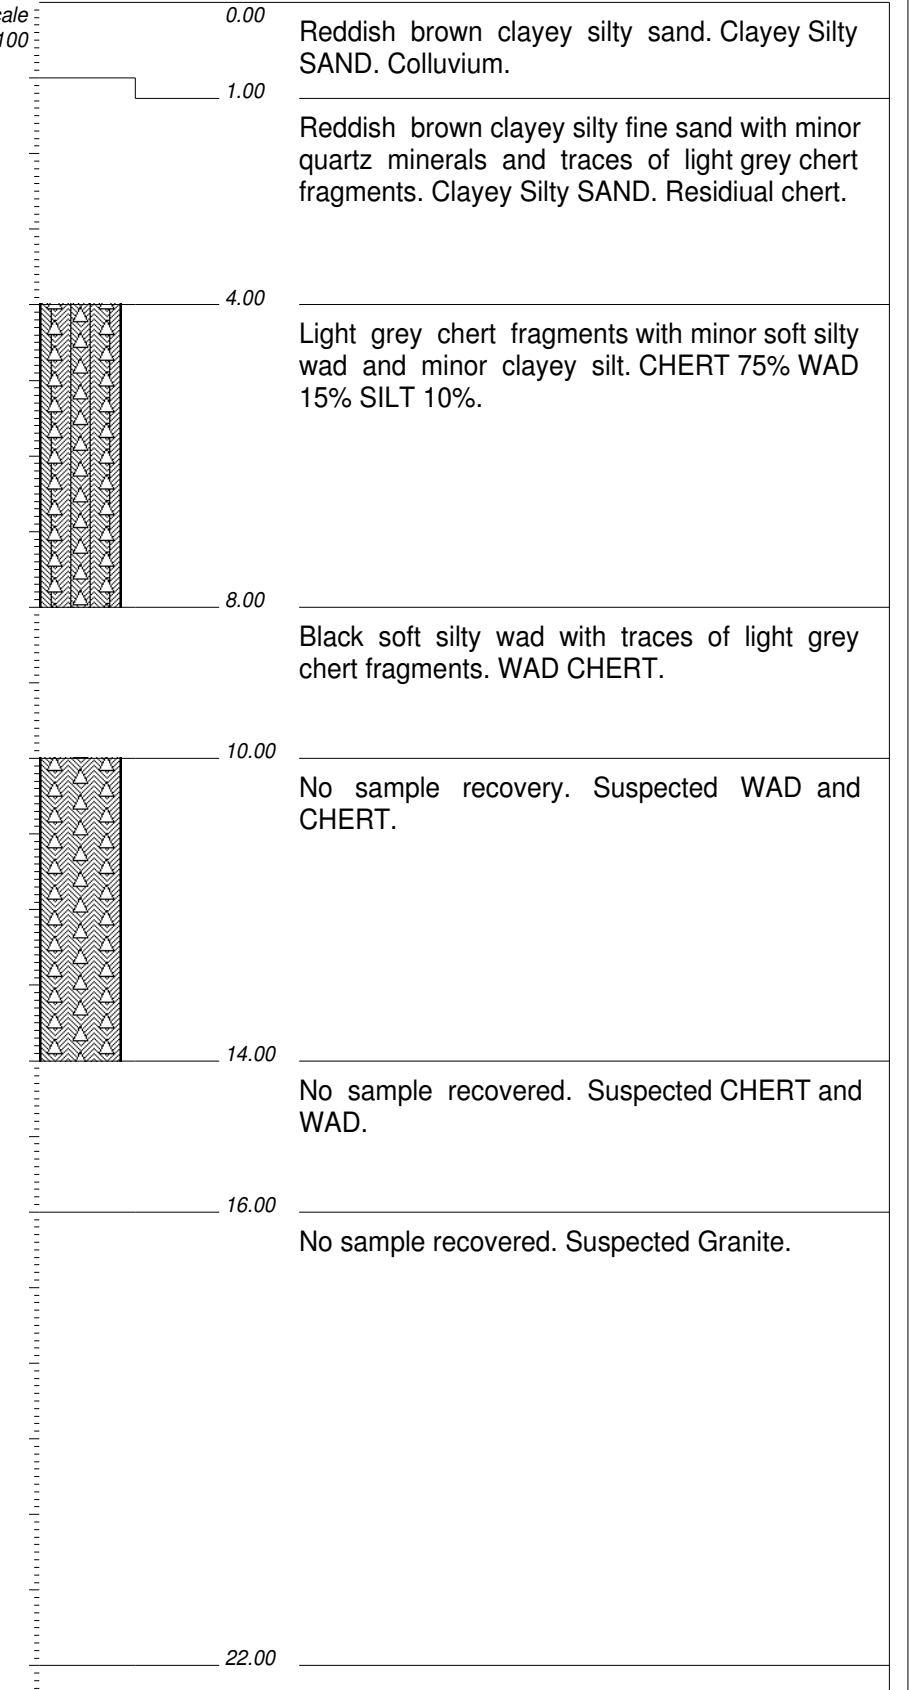 cale
100
0.00
Reddish brown clayey silty sand. Clayey Silty
SAND. Colluvium.
1.00
Reddish brown clayey silty fine sand with minor
quartz minerals and traces of light grey chert
fragments. Clayey Silty SAND. Residiual chert.
4.00
Light grey chert fragments with minor soft silty
wad and minor clayey silt. CHERT 75% WAD
15% SILT 10%.
8.00
Black soft silty wad with traces of light grey
chert fragments. WAD CHERT.
10.00
No sample recovery. Suspected WAD and
CHERT.
14.00
No sample recovered. Suspected CHERT and
WAD.
16.00
No sample recovered. Suspected Granite.
22.00